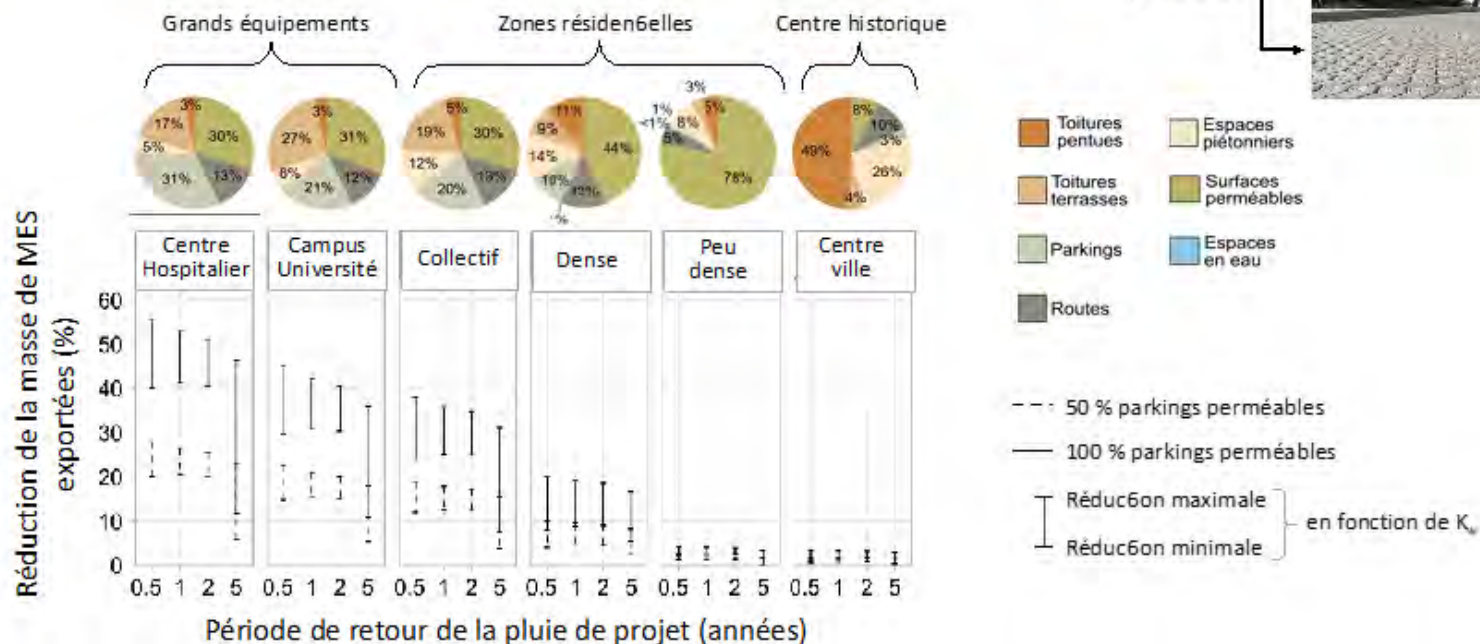 Grands équipements
Zones résiden6elles
Centre historique
3%
17%
30%
5%
31%
13%
3%
27%
31%
8%
21%
12%
5%
19%
30%
12%
20%
19%
11%
9%
44%
14%
10%
3%
1%
5%
<1%
8%
78%
8%
10%
49%
3%
26%
4%
Toitures pentues
Espaces piétonniers
Toitures terrasses
Surfaces perméables
Parkings
Espaces en eau
Routes
Centre Hospitalier
Campus Université
Collectif
Dense
Peu dense
Centre ville
Réduction de la masse de MES
exportées (%)
60
50
40
30
20
10
0
0.5 1 2 5
0.5 1 2 5
0.5 1 2 5
0.5 1 2 5
0.5 1 2 5
0.5 1 2 5
Période de retour de la pluie de projet (années)
50 % parkings perméables
100 % parkings perméables
Réduc6on maximale
en fonction de K
Réduc6on minimale